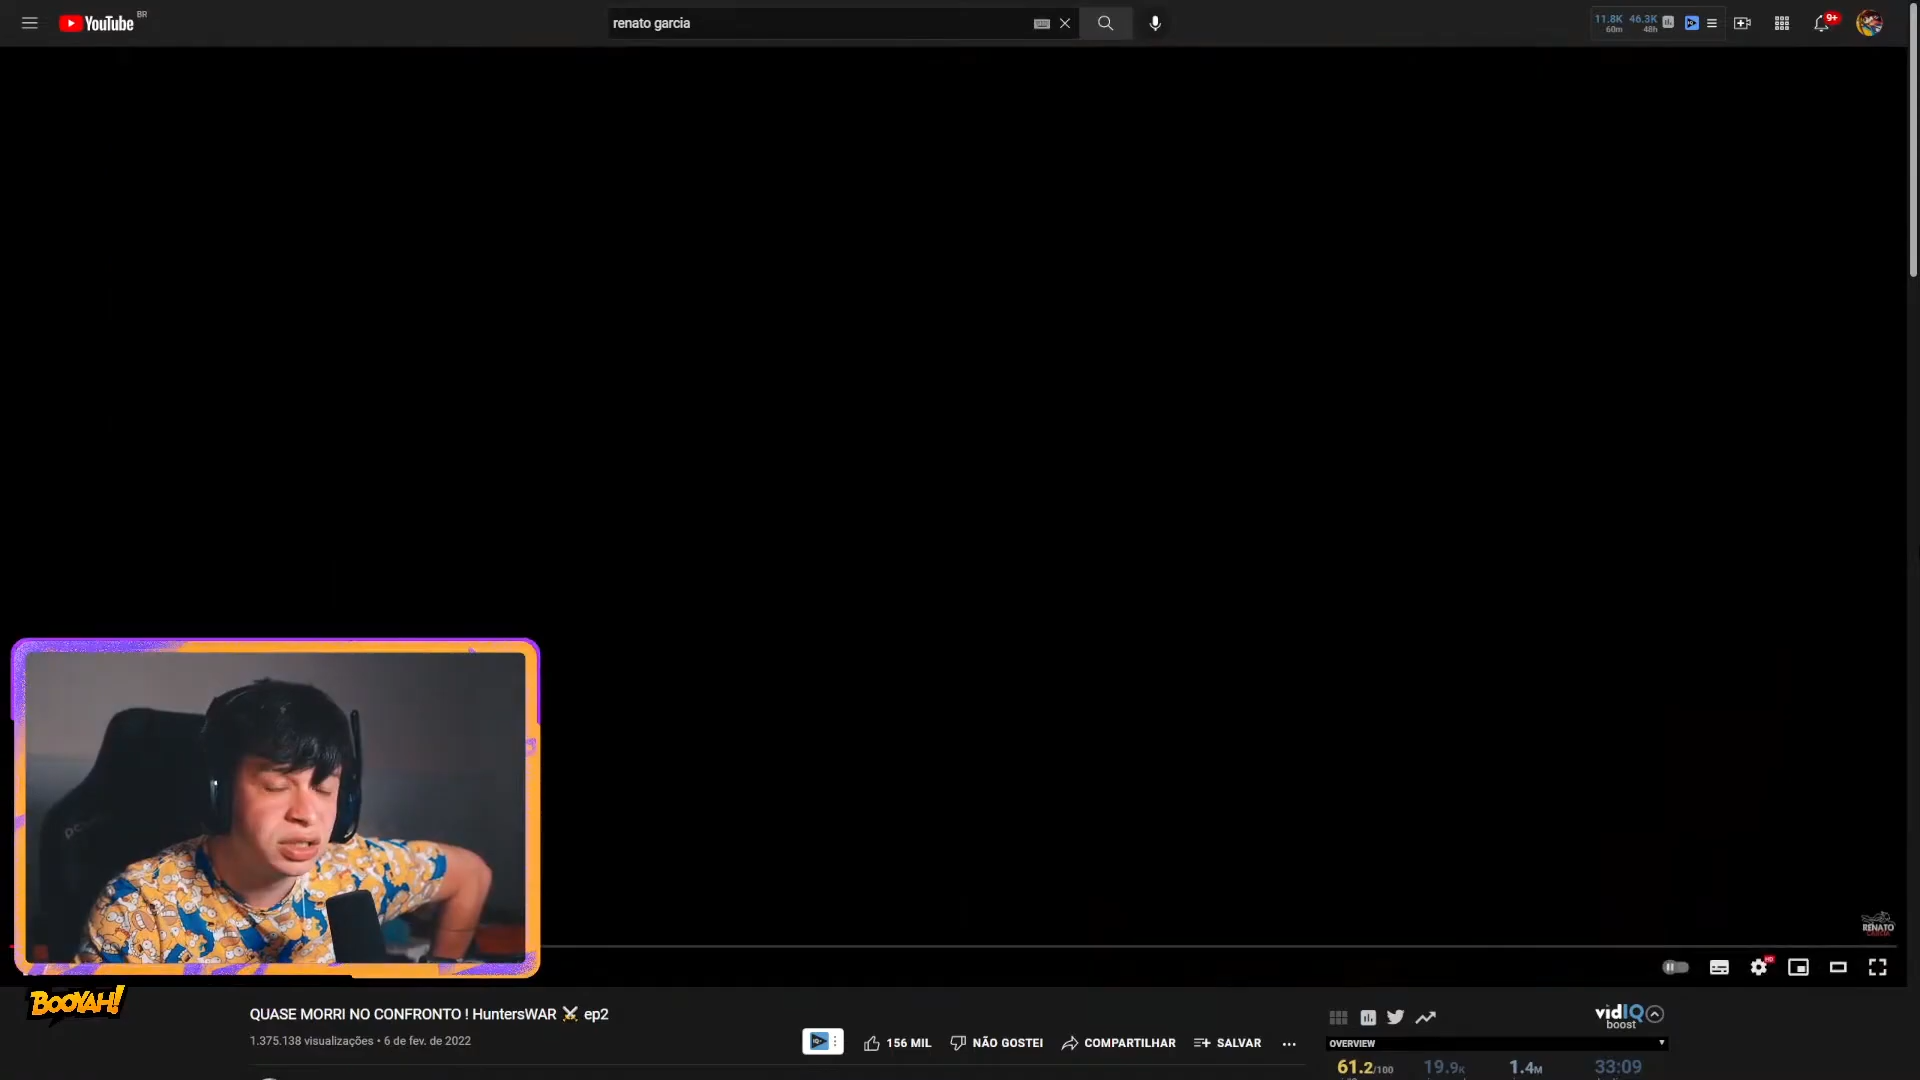 YouTube BR
renato garcia
11.8K 46.3K
60m 48h
9+
RENATO
GARCIA
HD
BOOYAH!
QUASE MORRI NO CONFRONTO ! HuntersWAR ⚔️ ep2
1.375.138 visualizações • 6 de fev. de 2022
156 MIL
NÃO GOSTEI
COMPARTILHAR
SALVAR
vidIQ
boost
OVERVIEW
61.2/100 19.9K 1.4M 33:09